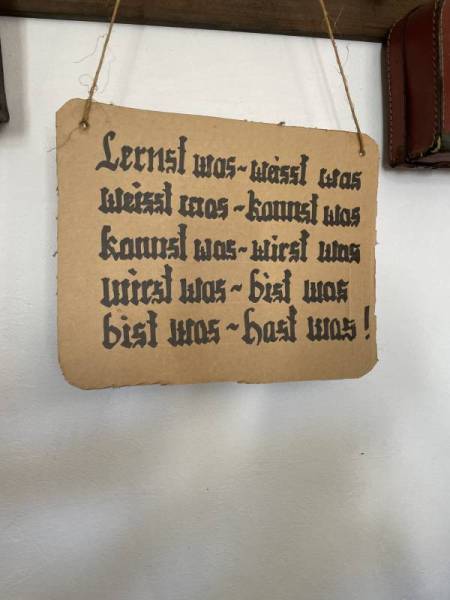 Lernst was ~ weisst was
weisst was ~ kannst was
kannst was ~ wirst was
wirst was ~ bist was
bist was ~ hast was!